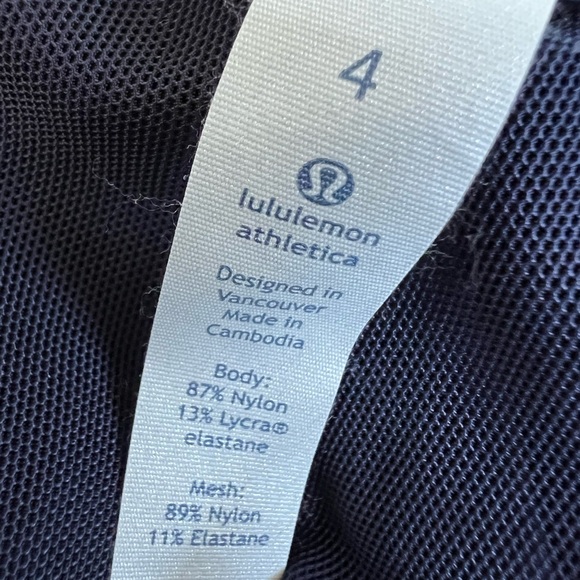 4
lululemon
athletica
Designed in
Vancouver
Made in
Cambodia
Body:
87% Nylon
13% Lycra®
elastane
Mesh:
89% Nylon
11% Elastane